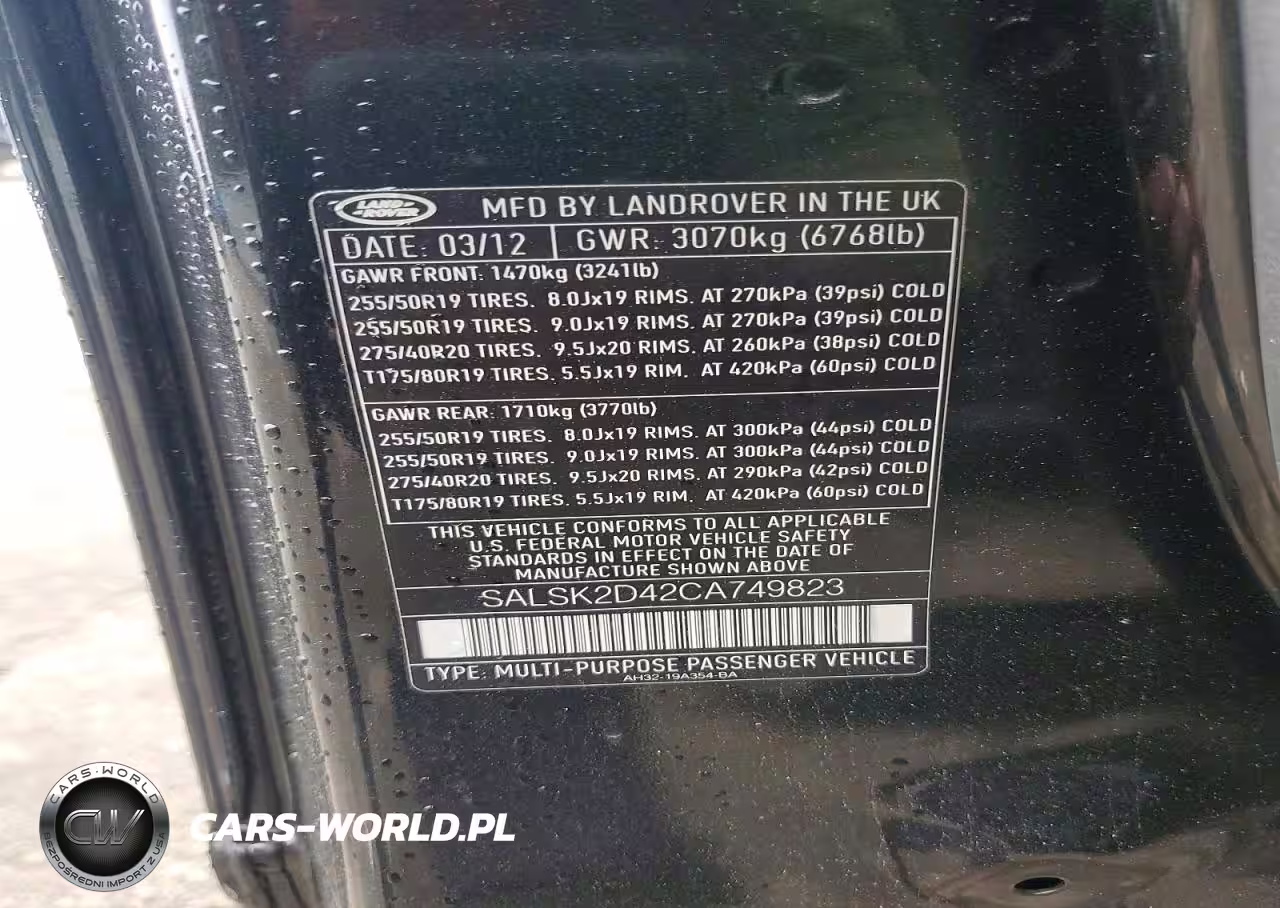 LAND-
-ROVER
MFD BY LANDROVER IN THE UK
DATE: 03/12
GWR: 3070kg (6768lb)
GAWR FRONT: 1470kg (3241lb)
255/50R19 TIRES. 8.0Jx19 RIMS. AT 270kPa (39psi) COLD
255/50R19 TIRES. 9.0Jx19 RIMS. AT 270kPa (39psi) COLD
275/40R20 TIRES. 9.5Jx20 RIMS. AT 260kPa (38psi) COLD
T175/80R19 TIRES. 5.5Jx19 RIM. AT 420kPa (60psi) COLD
GAWR REAR: 1710kg (3770lb)
255/50R19 TIRES. 8.0Jx19 RIMS. AT 300kPa (44psi) COLD
255/50R19 TIRES. 9.0Jx19 RIMS. AT 300kPa (44psi) COLD
275/40R20 TIRES. 9.5Jx20 RIMS. AT 290kPa (42psi) COLD
T175/80R19 TIRES. 5.5Jx19 RIM. AT 420kPa (60psi) COLD
THIS VEHICLE CONFORMS TO ALL APPLICABLE
U.S. FEDERAL MOTOR VEHICLE SAFETY
STANDARDS IN EFFECT ON THE DATE OF
MANUFACTURE SHOWN ABOVE
SALSK2D42CA749823
TYPE: MULTI-PURPOSE PASSENGER VEHICLE
AH32-19A354-BA
CARS-WORLD
CW
BEZPOŚREDNI IMPORT Z USA
CARS-WORLD.PL